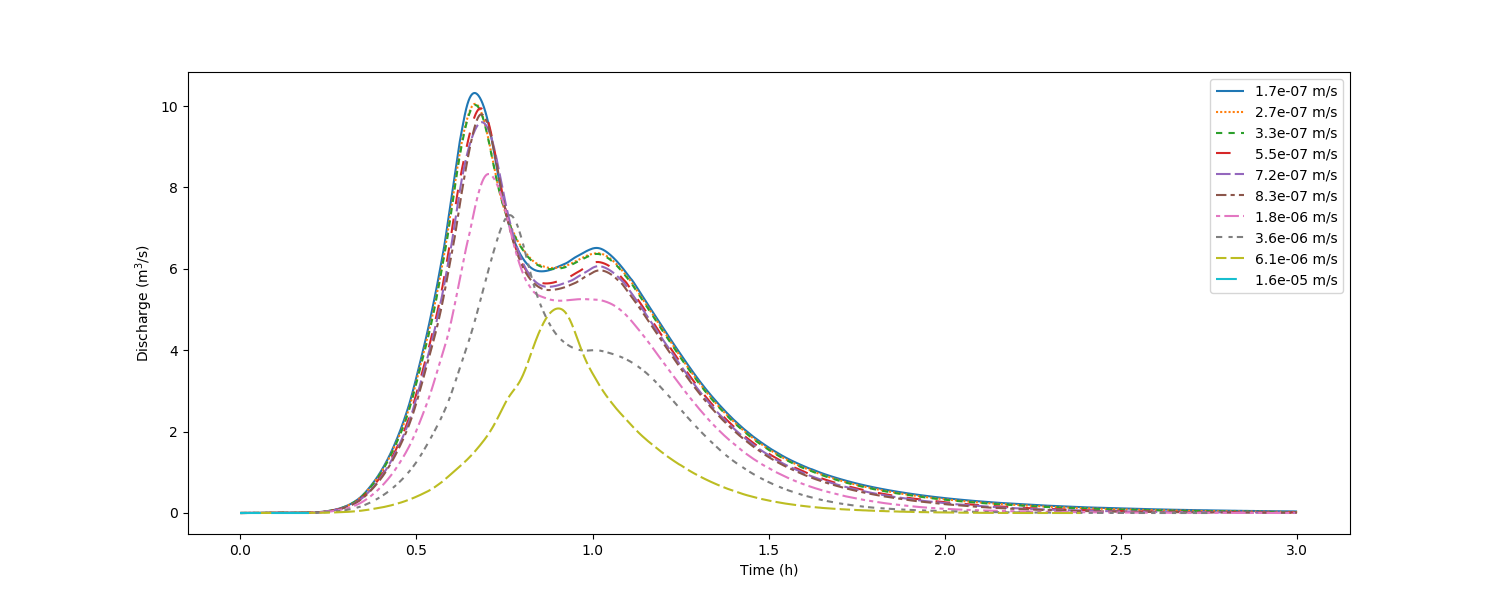 Discharge (m³/s)
10
8
6
4
2
0
0.0 0.5 1.0 1.5 2.0 2.5 3.0
Time (h)
1.7e-07 m/s
2.7e-07 m/s
3.3e-07 m/s
5.5e-07 m/s
7.2e-07 m/s
8.3e-07 m/s
1.8e-06 m/s
3.6e-06 m/s
6.1e-06 m/s
1.6e-05 m/s